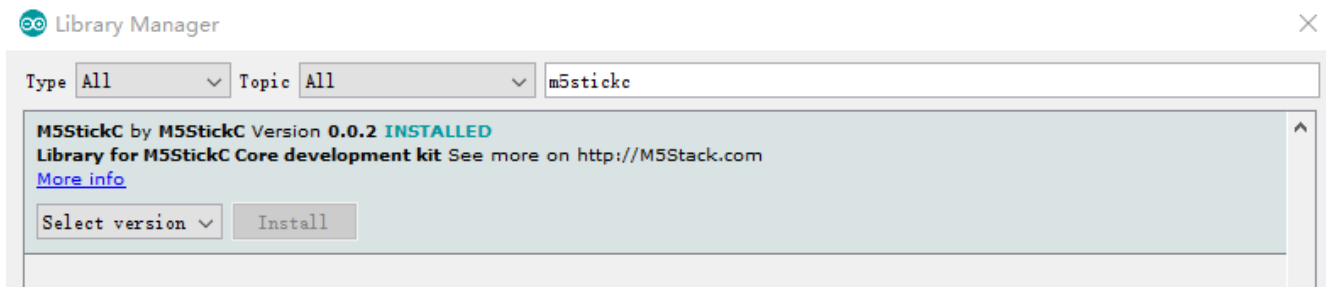 Library Manager
Type All Topic All m5stickc
M5StickC by M5StickC Version 0.0.2 INSTALLED
Library for M5StickC Core development kit See more on http://M5Stack.com
More info
Select version Install